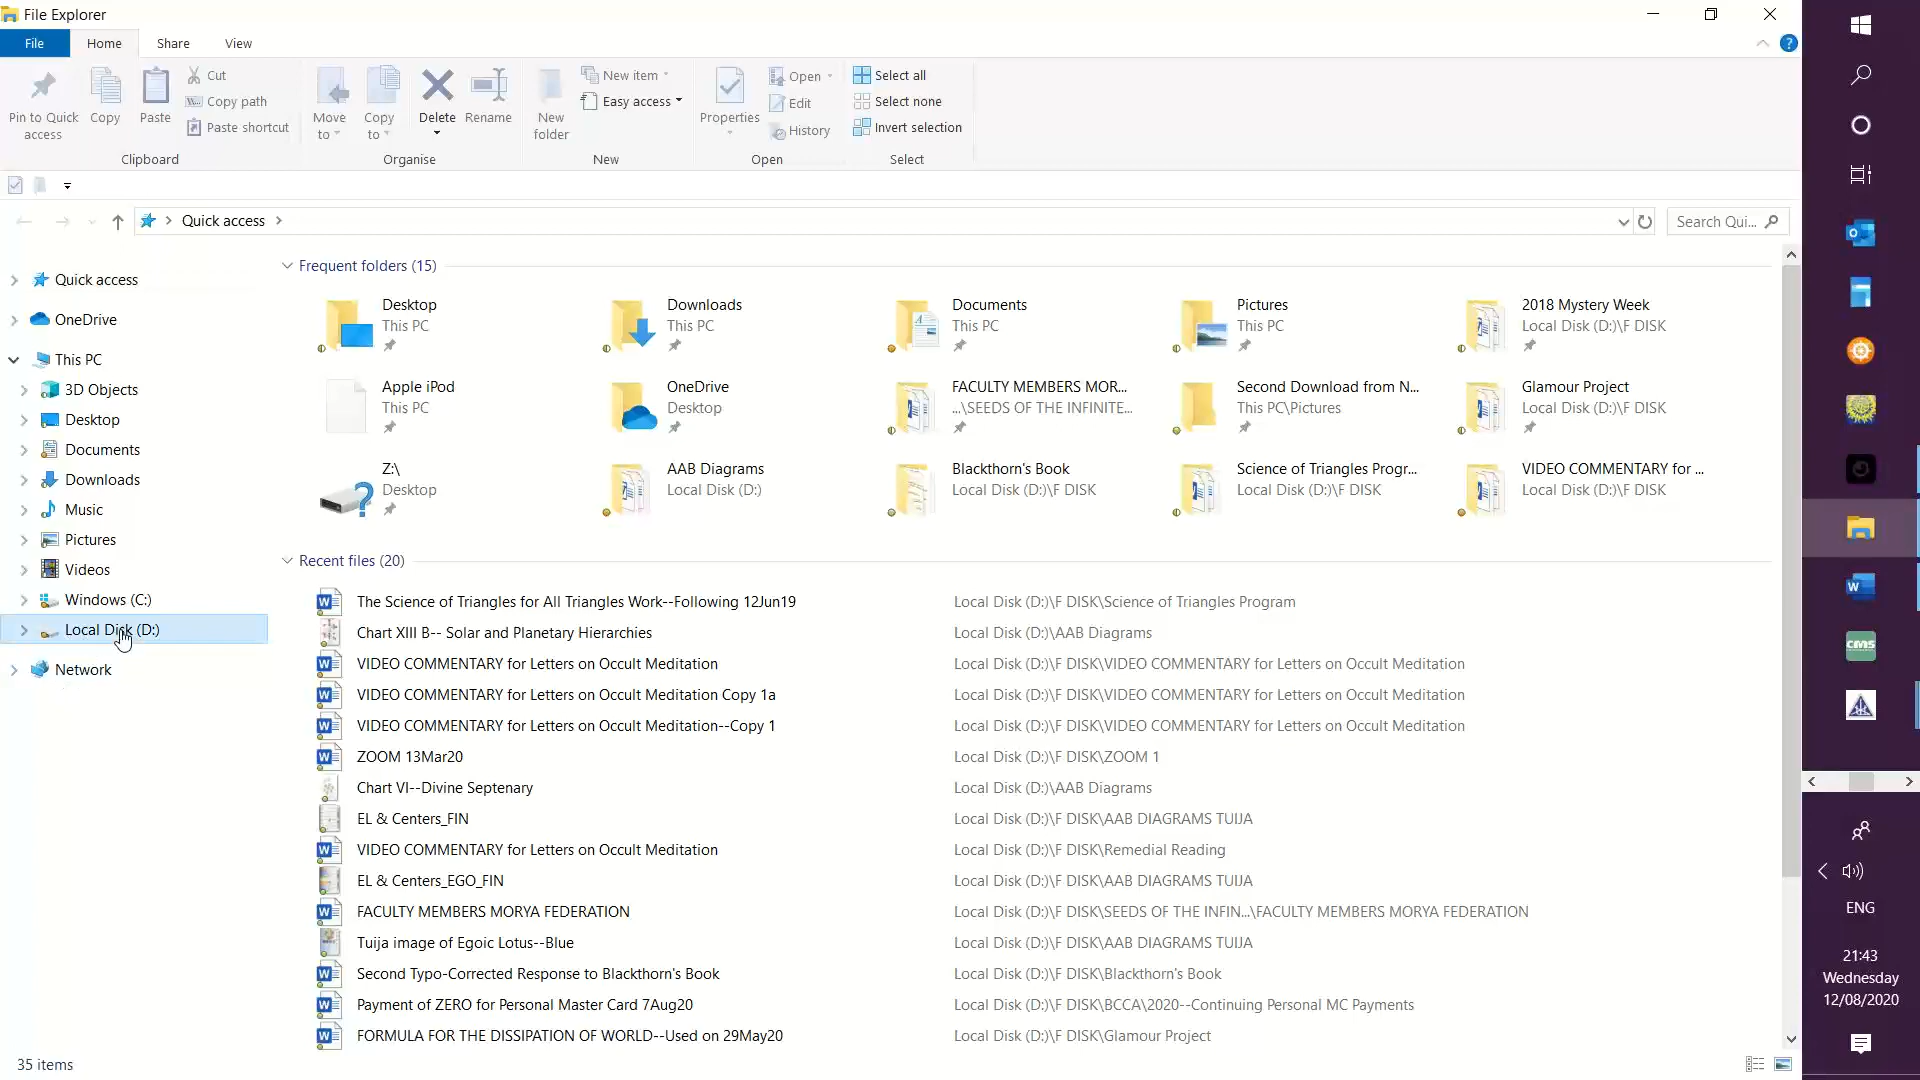 File Explorer
File
Home
Share
View
Pin to Quick access
Copy
Paste
Cut
Copy path
Paste shortcut
Clipboard
Move to
Copy to
Delete
Rename
Organise
New folder
New item
Easy access
New
Properties
Open
Edit
History
Open
Select all
Select none
Invert selection
Select
Quick access
Search Qui...
Quick access
OneDrive
This PC
3D Objects
Desktop
Documents
Downloads
Music
Pictures
Videos
Windows (C:)
Local Disk (D:)
Network
Frequent folders (15)
Desktop
This PC
Downloads
This PC
Documents
This PC
Pictures
This PC
2018 Mystery Week
Local Disk (D:)\F DISK
Apple iPod
This PC
OneDrive
Desktop
FACULTY MEMBERS MOR...
...\SEEDS OF THE INFINITE...
Second Download from N...
This PC\Pictures
Glamour Project
Local Disk (D:)\F DISK
Z:\
Desktop
AAB Diagrams
Local Disk (D:)
Blackthorn's Book
Local Disk (D:)\F DISK
Science of Triangles Progr...
Local Disk (D:)\F DISK
VIDEO COMMENTARY for ...
Local Disk (D:)\F DISK
Recent files (20)
The Science of Triangles for All Triangles Work--Following 12Jun19 Local Disk (D:)\F DISK\Science of Triangles Program
Chart XIII B-- Solar and Planetary Hierarchies Local Disk (D:)\AAB Diagrams
VIDEO COMMENTARY for Letters on Occult Meditation Local Disk (D:)\F DISK\VIDEO COMMENTARY for Letters on Occult Meditation
VIDEO COMMENTARY for Letters on Occult Meditation Copy 1a Local Disk (D:)\F DISK\VIDEO COMMENTARY for Letters on Occult Meditation
VIDEO COMMENTARY for Letters on Occult Meditation--Copy 1 Local Disk (D:)\F DISK\VIDEO COMMENTARY for Letters on Occult Meditation
ZOOM 13Mar20 Local Disk (D:)\F DISK\ZOOM 1
Chart VI--Divine Septenary Local Disk (D:)\AAB Diagrams
EL & Centers_FIN Local Disk (D:)\F DISK\AAB DIAGRAMS TUIJA
VIDEO COMMENTARY for Letters on Occult Meditation Local Disk (D:)\F DISK\Remedial Reading
EL & Centers_EGO_FIN Local Disk (D:)\F DISK\AAB DIAGRAMS TUIJA
FACULTY MEMBERS MORYA FEDERATION Local Disk (D:)\F DISK\SEEDS OF THE INFIN...\FACULTY MEMBERS MORYA FEDERATION
Tuija image of Egoic Lotus--Blue Local Disk (D:)\F DISK\AAB DIAGRAMS TUIJA
Second Typo-Corrected Response to Blackthorn's Book Local Disk (D:)\F DISK\Blackthorn's Book
Payment of ZERO for Personal Master Card 7Aug20 Local Disk (D:)\F DISK\BCCA\2020--Continuing Personal MC Payments
FORMULA FOR THE DISSIPATION OF WORLD--Used on 29May20 Local Disk (D:)\F DISK\Glamour Project
35 items
cms
ENG
21:43
Wednesday
12/08/2020